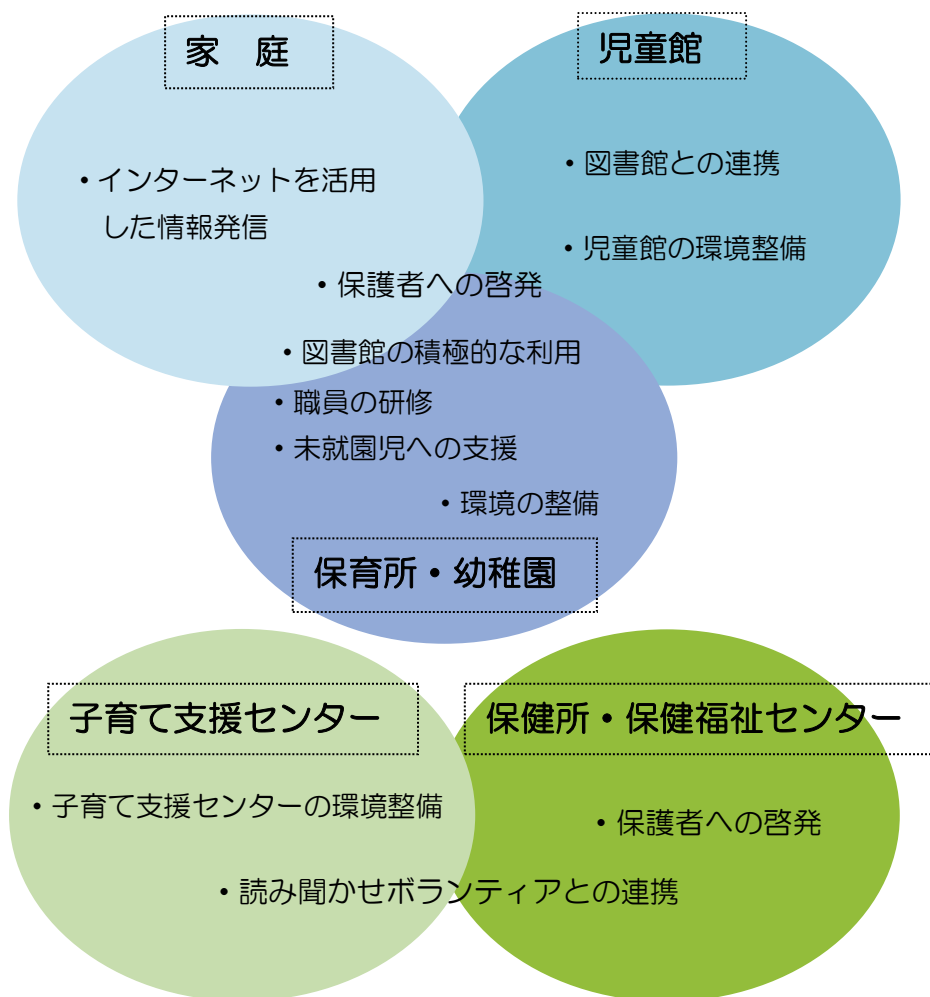 家　庭
児童館
・インターネットを活用
した情報発信
・図書館との連携
・児童館の環境整備
・保護者への啓発
・図書館の積極的な利用
・職員の研修
・未就園児への支援
・環境の整備
保育所・幼稚園
子育て支援センター
保健所・保健福祉センター
・子育て支援センターの環境整備
・保護者への啓発
・読み聞かせボランティアとの連携